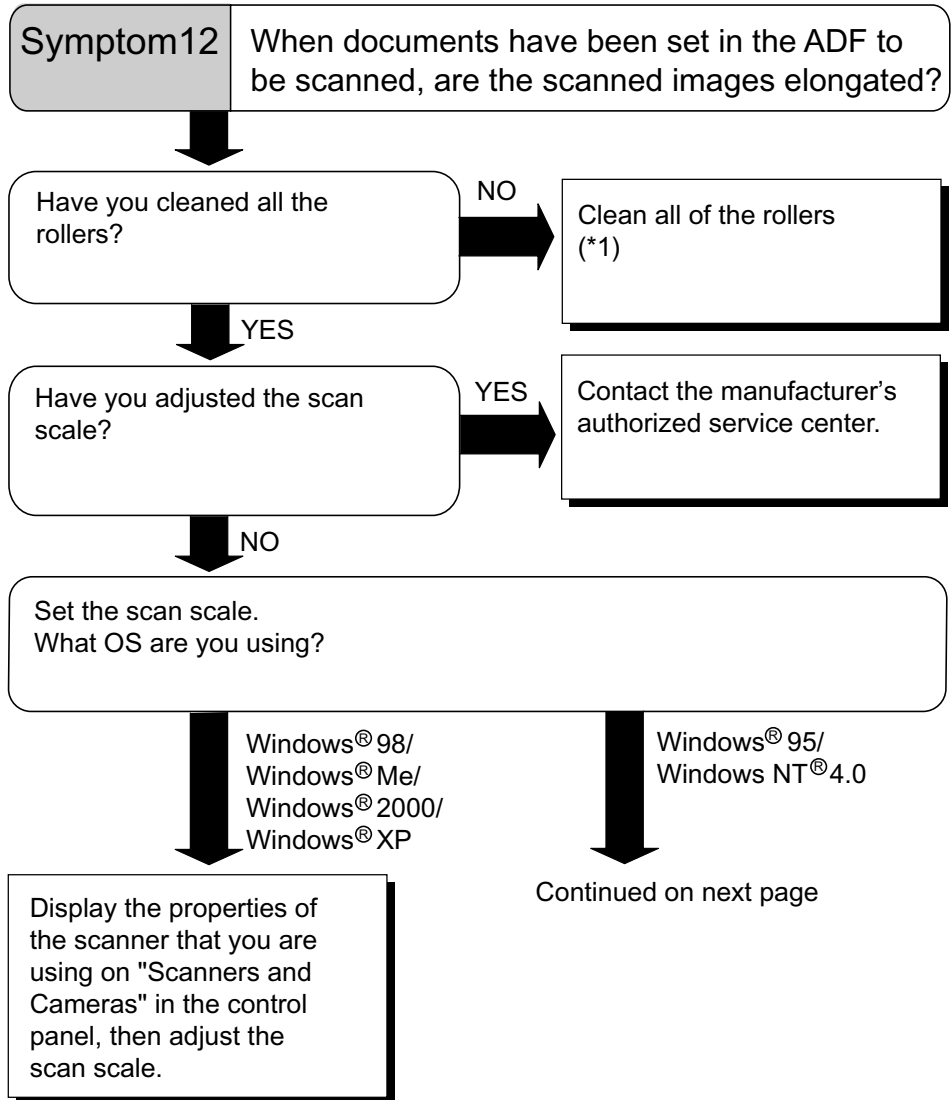 Symptom12
When documents have been set in the ADF to
be scanned, are the scanned images elongated?
Have you cleaned all the
rollers?
NO
Clean all of the rollers
(*1)
YES
Have you adjusted the scan
scale?
YES
Contact the manufacturer’s
authorized service center.
NO
Set the scan scale.
What OS are you using?
Windows® 98/
Windows® Me/
Windows® 2000/
Windows® XP
Windows® 95/
Windows NT®4.0
Display the properties of
the scanner that you are
using on "Scanners and
Cameras" in the control
panel, then adjust the
scan scale.
Continued on next page